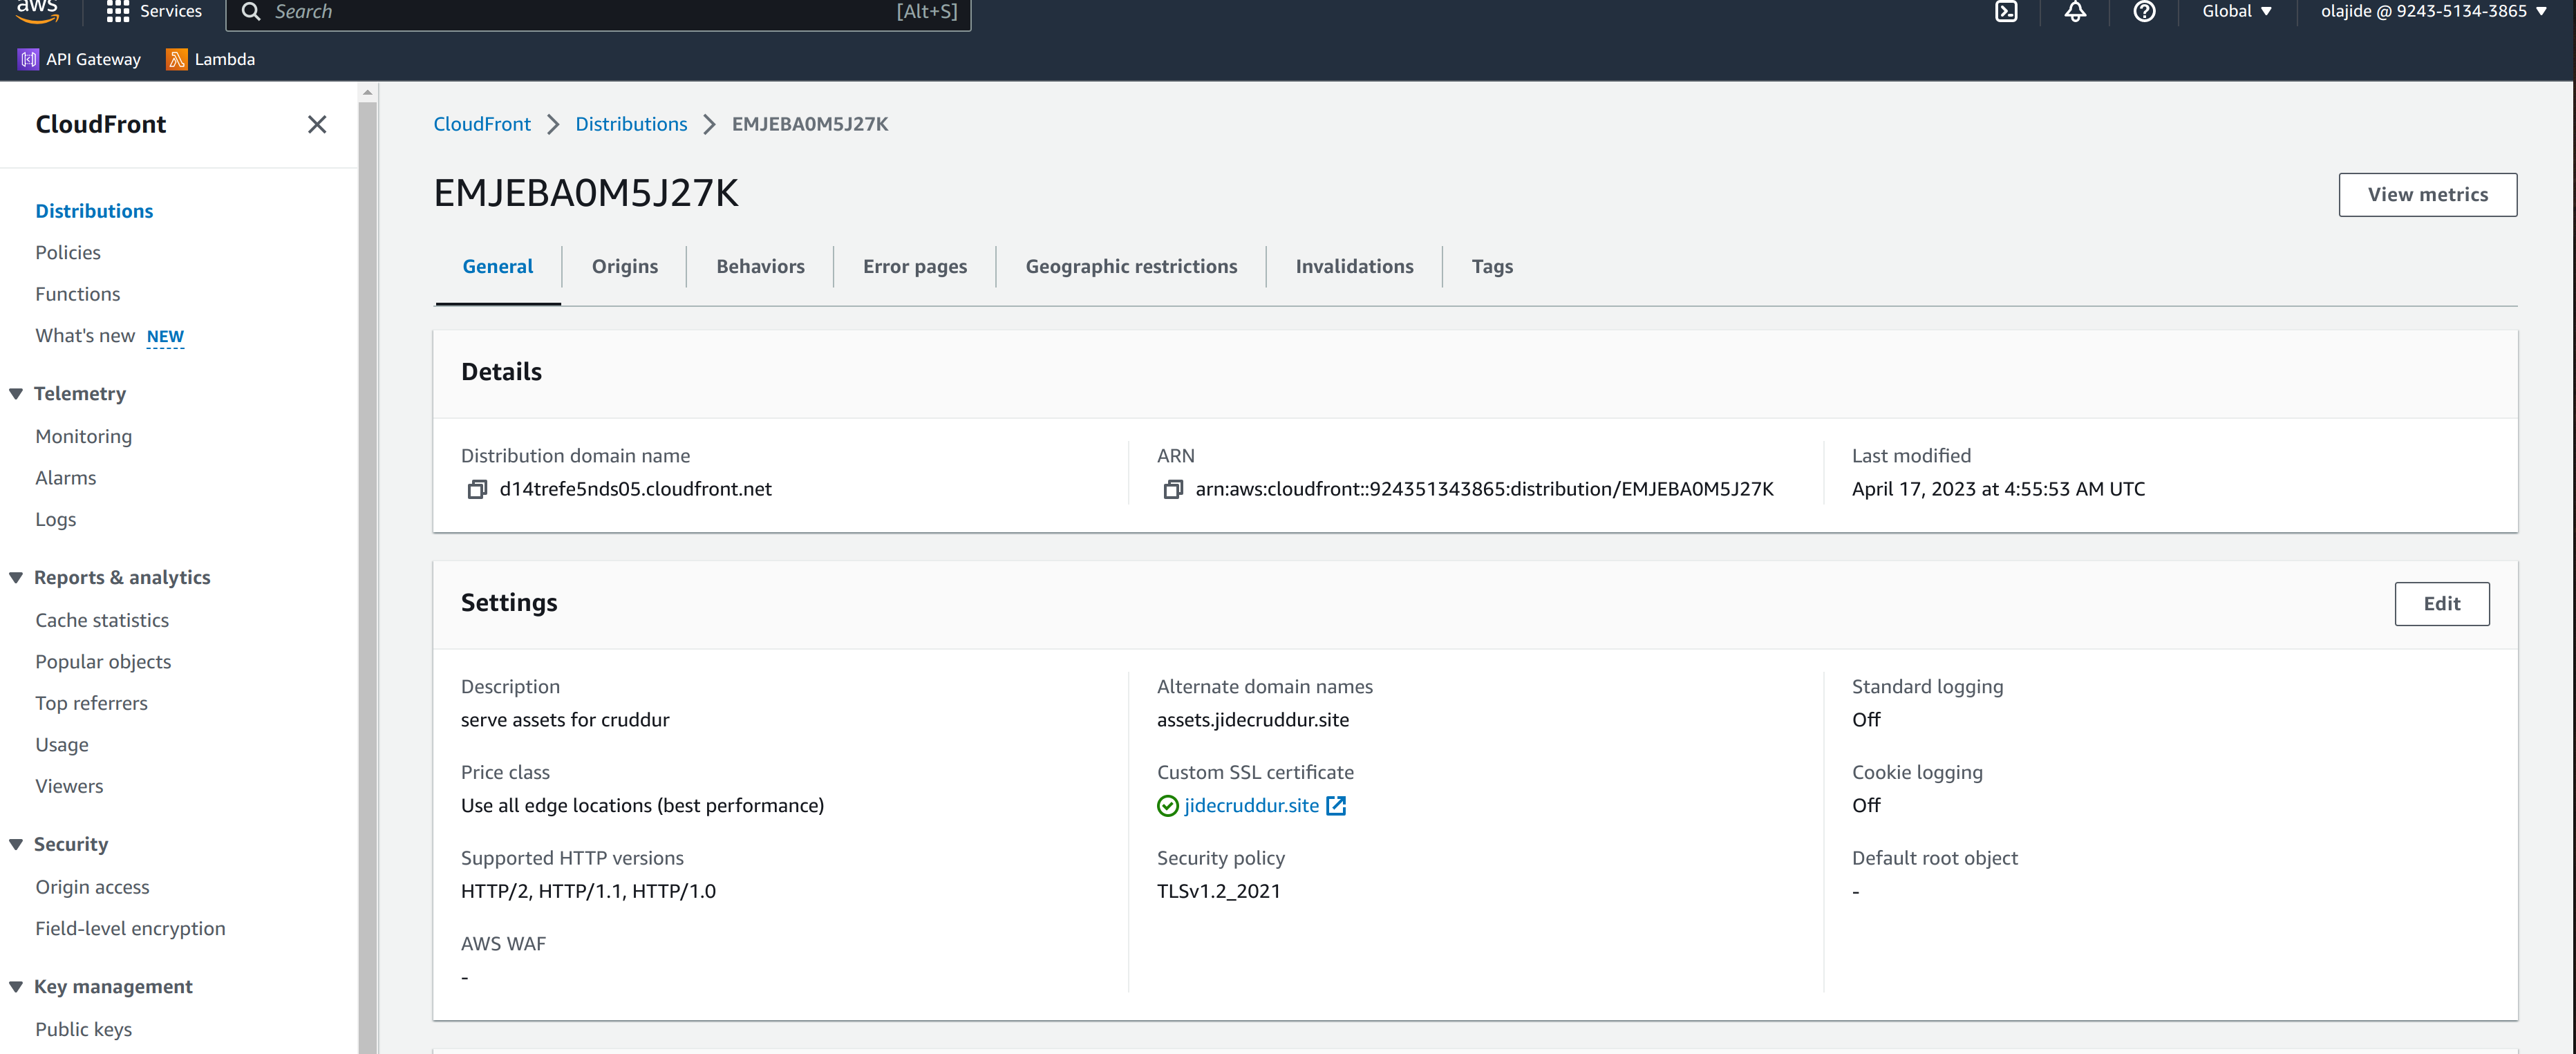 aws
Services
Search
[Alt+S]
Global
olajide @ 9243-5134-3865
API Gateway
Lambda
CloudFront
Distributions
Policies
Functions
What's new NEW
Telemetry
Monitoring
Alarms
Logs
Reports & analytics
Cache statistics
Popular objects
Top referrers
Usage
Viewers
Security
Origin access
Field-level encryption
Key management
Public keys
CloudFront > Distributions > EMJEBA0M5J27K
EMJEBA0M5J27K
View metrics
General
Origins
Behaviors
Error pages
Geographic restrictions
Invalidations
Tags
Details
Distribution domain name
d14trefe5nds05.cloudfront.net
ARN
arn:aws:cloudfront::924351343865:distribution/EMJEBA0M5J27K
Last modified
April 17, 2023 at 4:55:53 AM UTC
Settings
Edit
Description
serve assets for cruddur
Price class
Use all edge locations (best performance)
Supported HTTP versions
HTTP/2, HTTP/1.1, HTTP/1.0
AWS WAF
-
Alternate domain names
assets.jidecruddur.site
Custom SSL certificate
jidecruddur.site
Security policy
TLSv1.2_2021
Standard logging
Off
Cookie logging
Off
Default root object
-